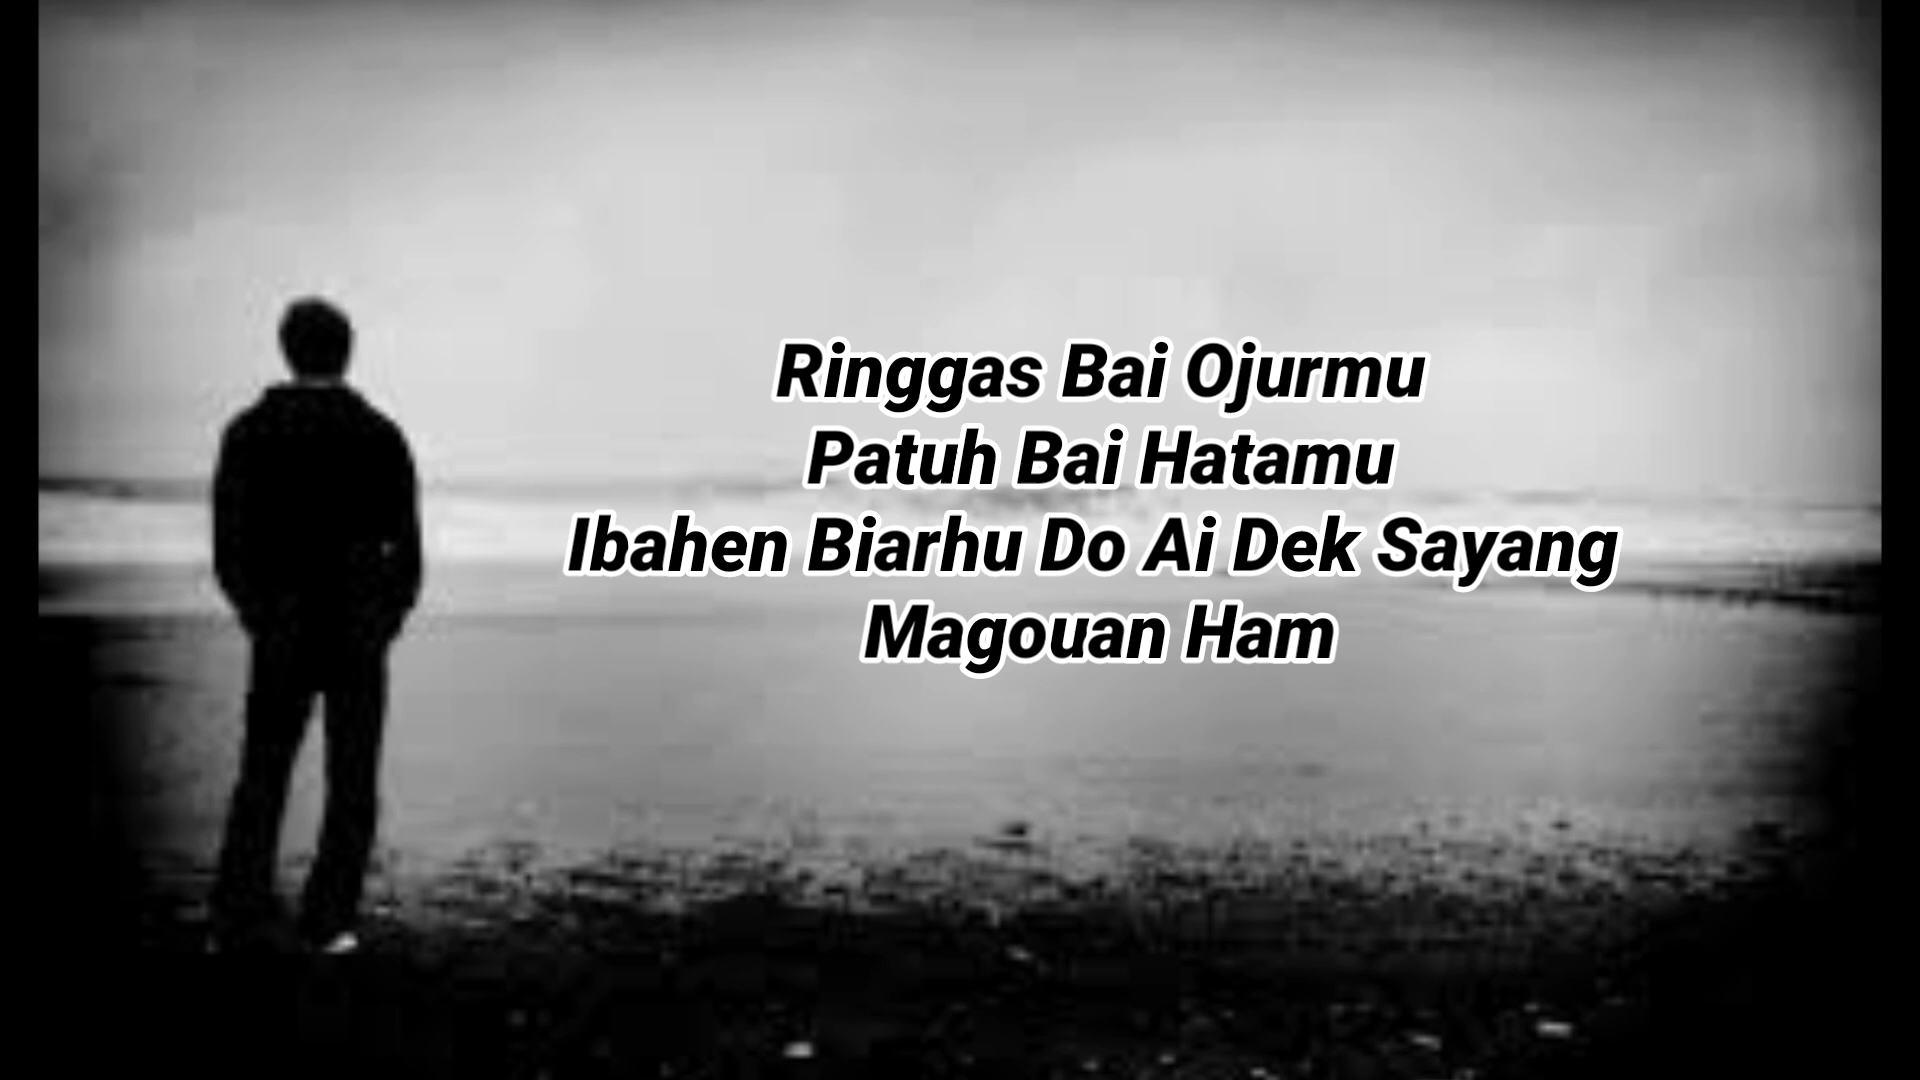 Ringgas Bai Ojurmu
Patuh Bai Hatamu
Ibahen Biarhu Do Ai Dek Sayang
Magouan Ham